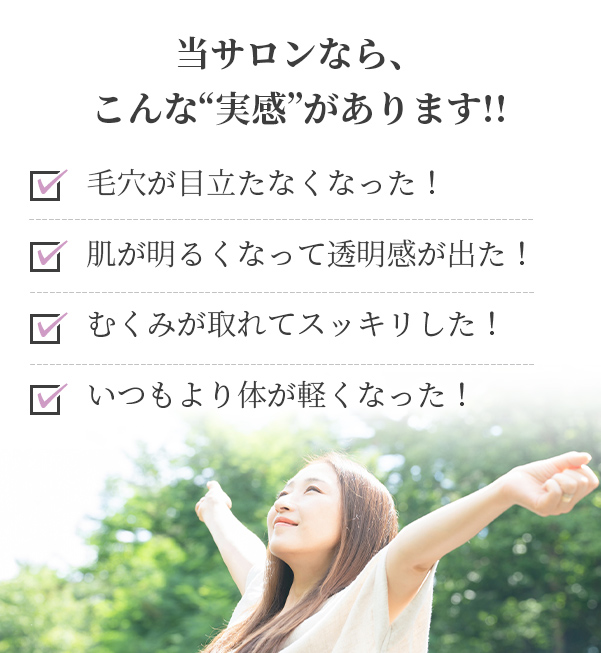 当サロンなら、
こんな“実感”があります!!
毛穴が目立たなくなった！
肌が明るくなって透明感が出た！
むくみが取れてスッキリした！
いつもより体が軽くなった！